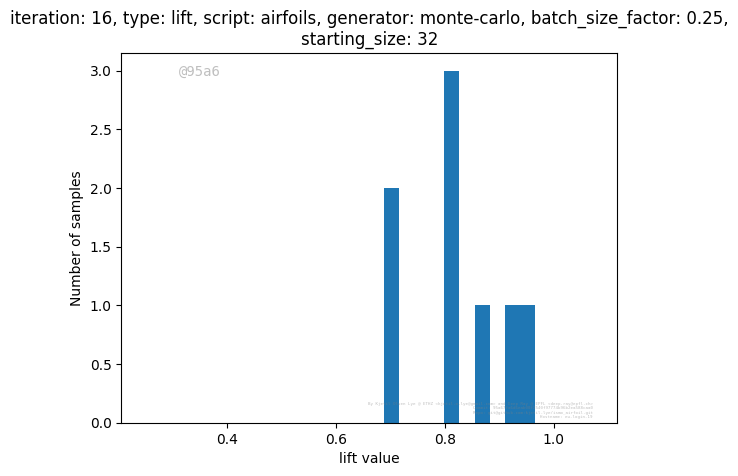 iteration: 16, type: lift, script: airfoils, generator: monte-carlo, batch_size_factor: 0.25,
starting_size: 32
@95a6
3.0
2.5
2.0
1.5
1.0
0.5
0.0
Number of samples
0.4 0.6 0.8 1.0
lift value